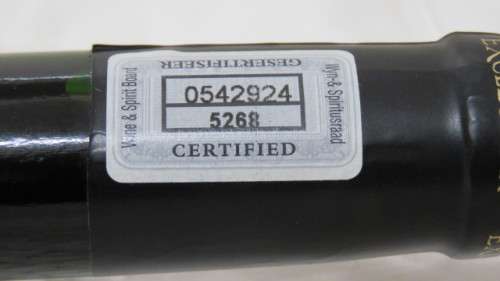 GESERTIFISEER
Wyn-& Spiritusraad
0542924
5268
Wine & Spirit Board
CERTIFIED